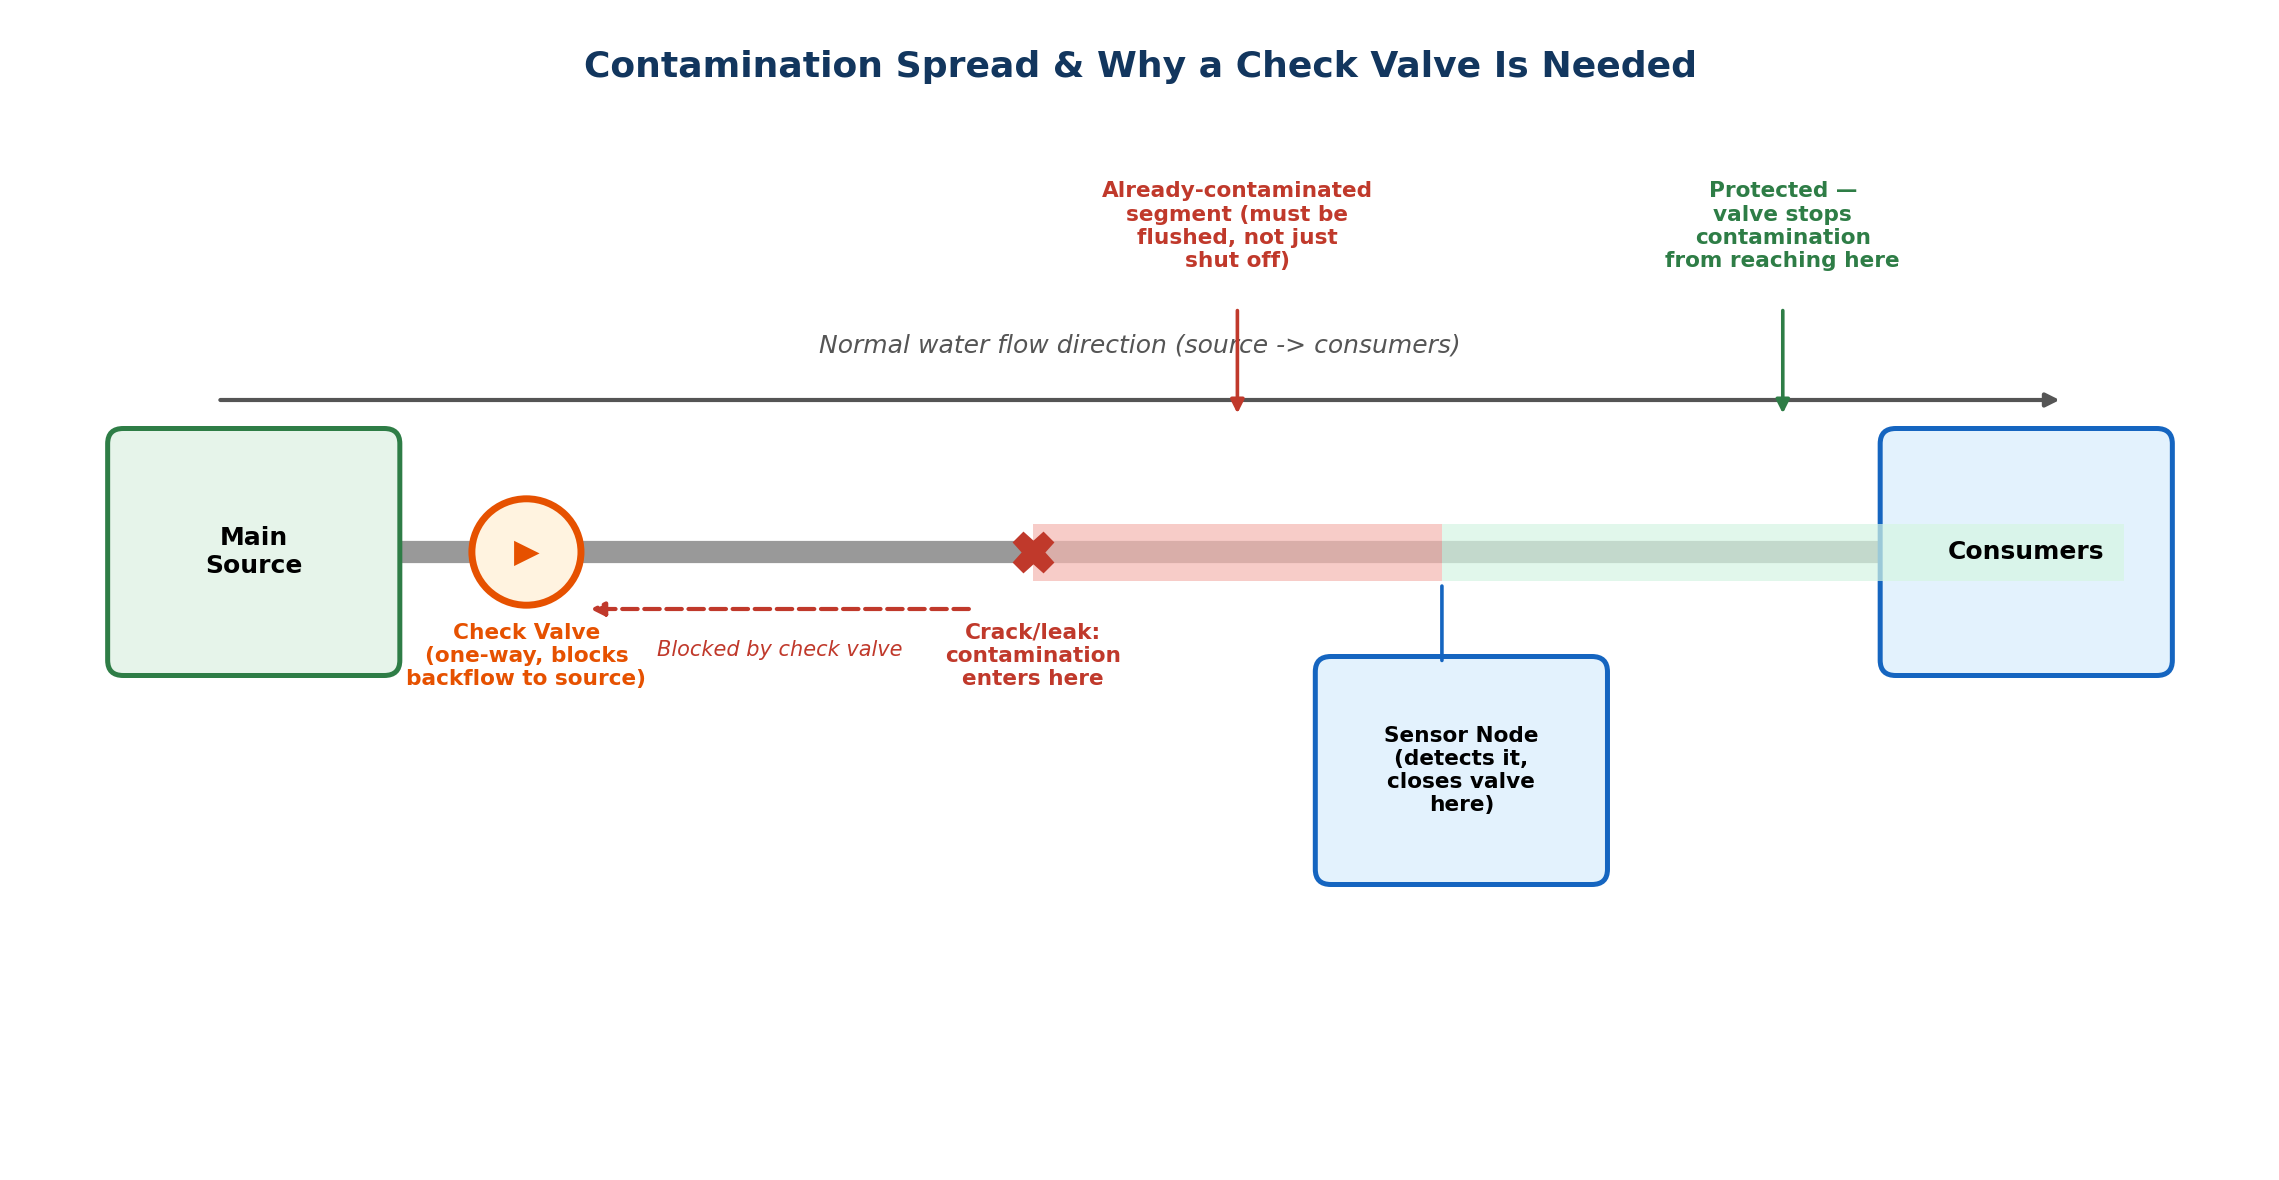 Contamination Spread & Why a Check Valve Is Needed
Already-contaminated
segment (must be
flushed, not just
shut off)
Protected —
valve stops
contamination
from reaching here
Normal water flow direction (source -> consumers)
Main
Source
Consumers
Check Valve
(one-way, blocks
backflow to source)
Blocked by check valve
Crack/leak:
contamination
enters here
Sensor Node
(detects it,
closes valve
here)